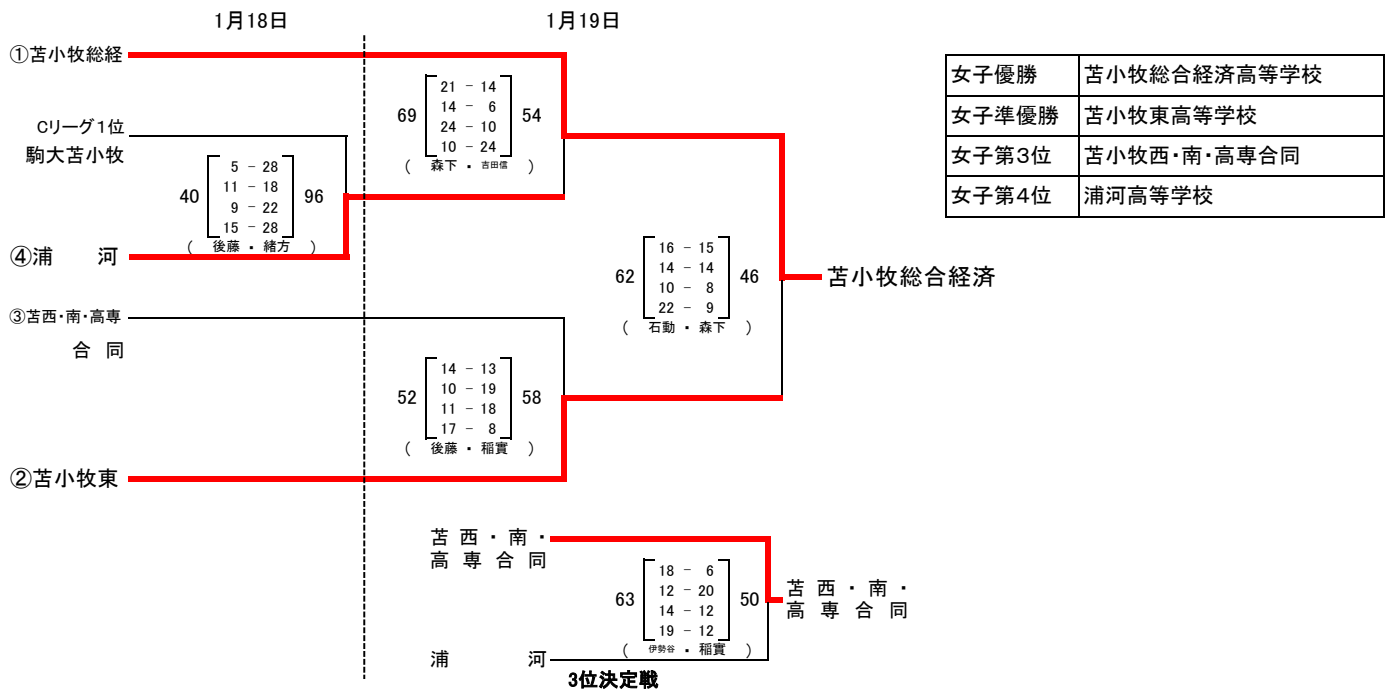 1月18日
1月19日
①苫小牧総経
Cリーグ1位
駒大苫小牧
④浦 河
③苫西・南・高専
合 同
②苫小牧東
40
5 - 28
11 - 18
9 - 22
15 - 28
96
( 後藤 ・ 緒方 )
69
21 - 14
14 - 6
24 - 10
10 - 24
54
( 森下 ・ 吉田信 )
52
14 - 13
10 - 19
11 - 18
17 - 8
58
( 後藤 ・ 稲實 )
62
16 - 15
14 - 14
10 - 8
22 - 9
46
( 石動 ・ 森下 )
苫小牧総合経済
苫 西 ・ 南 ・
高 専 合 同
浦 河
63
18 - 6
12 - 20
14 - 12
19 - 12
50
( 伊勢谷 ・ 稲實 )
3位決定戦
苫 西 ・ 南 ・
高 専 合 同
女子優勝 苫小牧総合経済高等学校
女子準優勝 苫小牧東高等学校
女子第3位 苫小牧西・南・高専合同
女子第4位 浦河高等学校